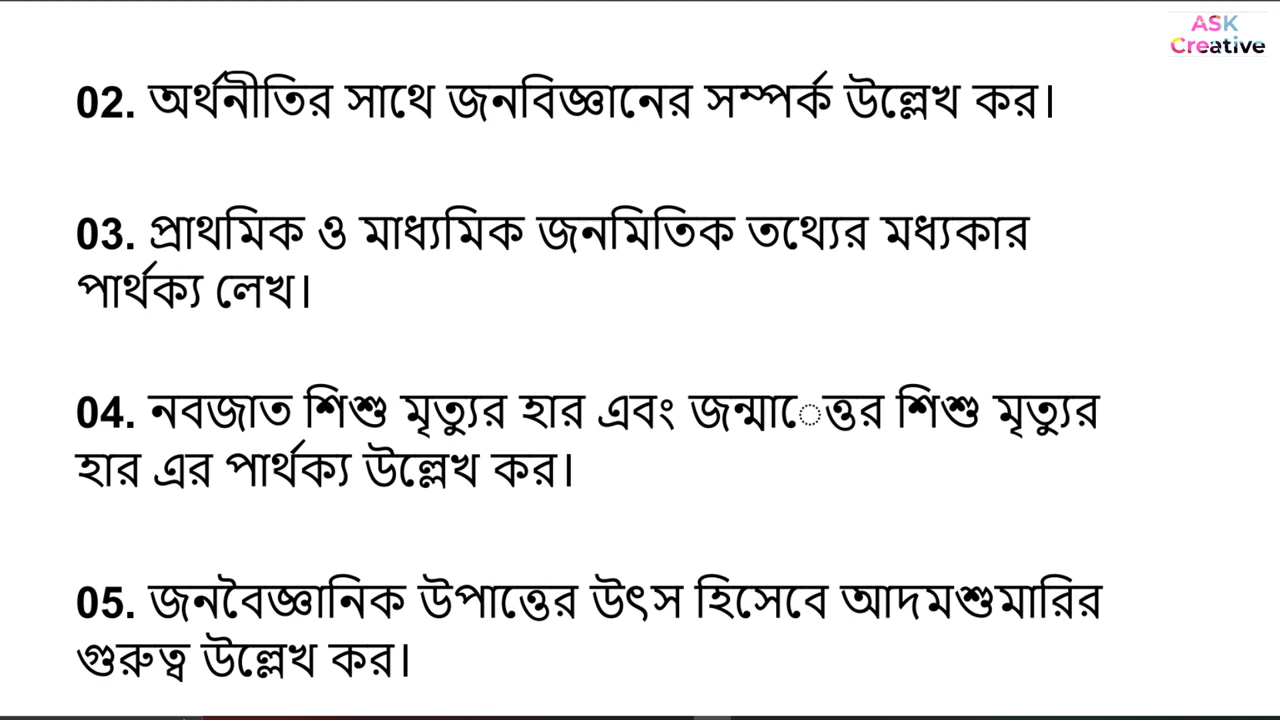 ASK
Creative
02. অর্থনীতির সাথে জনবিজ্ঞানের সম্পর্ক উল্লেখ কর।
03. প্রাথমিক ও মাধ্যমিক জনমিতিক তথ্যের মধ্যকার
পার্থক্য লেখ।
04. নবজাত শিশু মৃত্যুর হার এবং জন্মােত্তর শিশু মৃত্যুর
হার এর পার্থক্য উল্লেখ কর।
05. জনবৈজ্ঞানিক উপাত্তের উৎস হিসেবে আদমশুমারির
গুরুত্ব উল্লেখ কর।